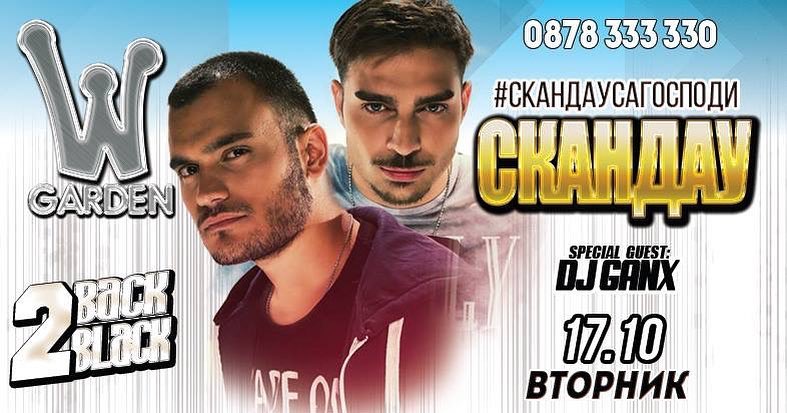 W
GARDEN
0878 333 330
#СКАНДАУСАГОСПОДИ
СКАНДАУ
SPECIAL GUEST:
DJ GANX
17.10
ВТОРНИК
BACK
2
BLACK